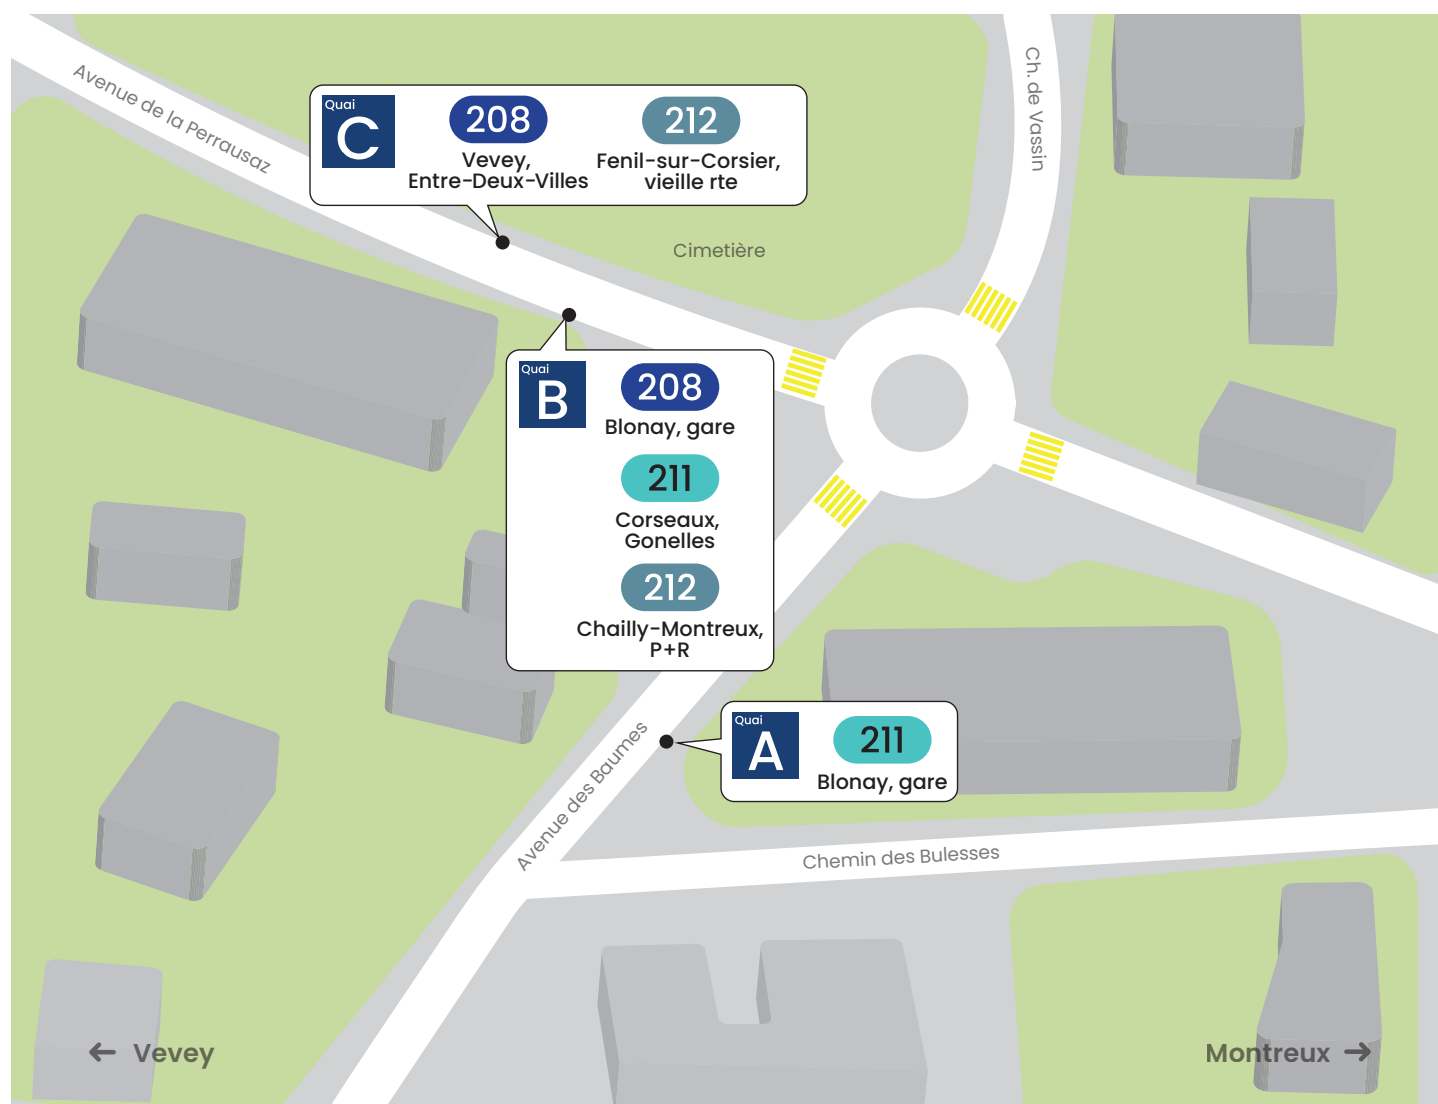 Avenue de la Perrausaz
Ch. de Vassin
Quai
C
208
Vevey,
Entre-Deux-Villes
212
Fenil-sur-Corsier,
vieille rte
Cimetière
Quai
B
208
Blonay, gare
211
Corseaux,
Gonelles
212
Chailly-Montreux,
P+R
Quai
A
211
Blonay, gare
Avenue des Baumes
Chemin des Bulesses
← Vevey
Montreux →